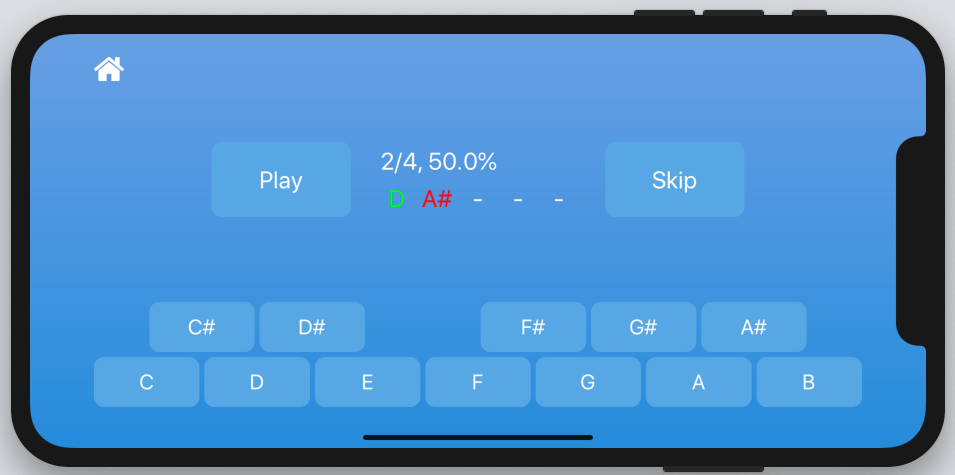 Play
2/4, 50.0%
D A# - - -
Skip
C# D# F# G# A#
C D E F G A B